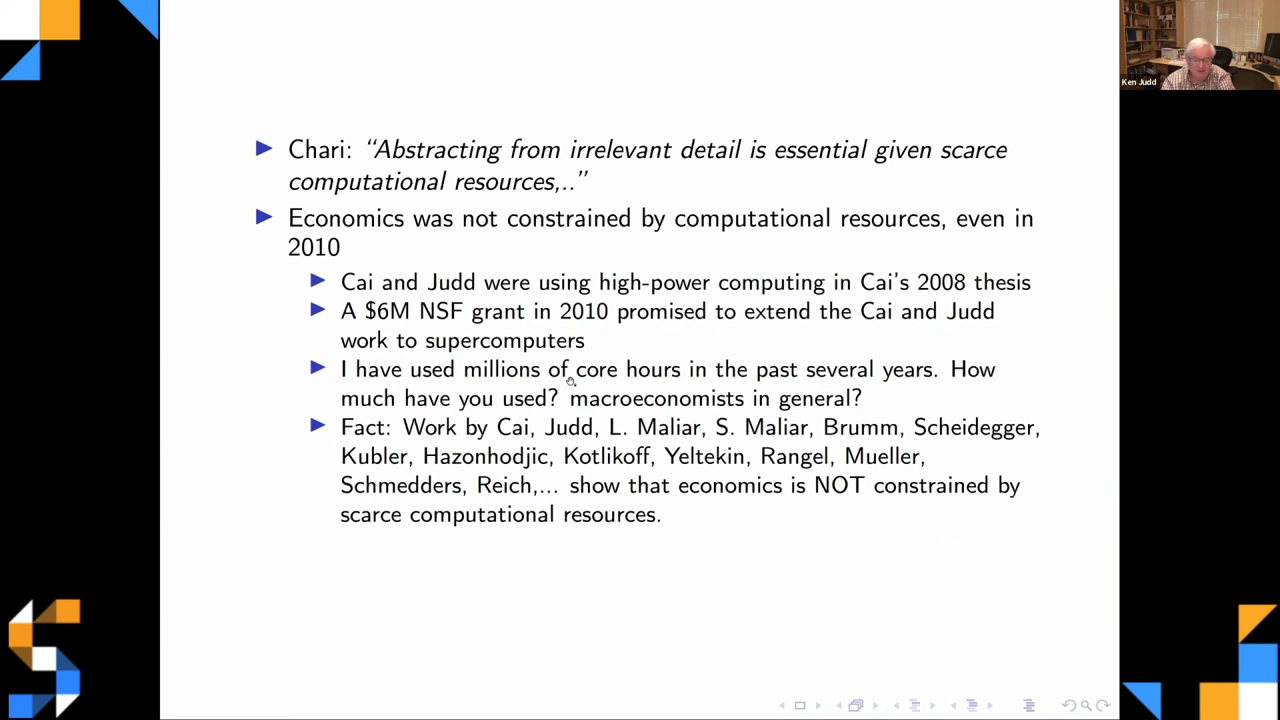 Ken Judd
Chari: “Abstracting from irrelevant detail is essential given scarce
computational resources,..”
Economics was not constrained by computational resources, even in
2010
Cai and Judd were using high-power computing in Cai's 2008 thesis
A $6M NSF grant in 2010 promised to extend the Cai and Judd
work to supercomputers
I have used millions of core hours in the past several years. How
much have you used? macroeconomists in general?
Fact: Work by Cai, Judd, L. Maliar, S. Maliar, Brumm, Scheidegger,
Kubler, Hazonhodjic, Kotlikoff, Yeltekin, Rangel, Mueller,
Schmedders, Reich,... show that economics is NOT constrained by
scarce computational resources.